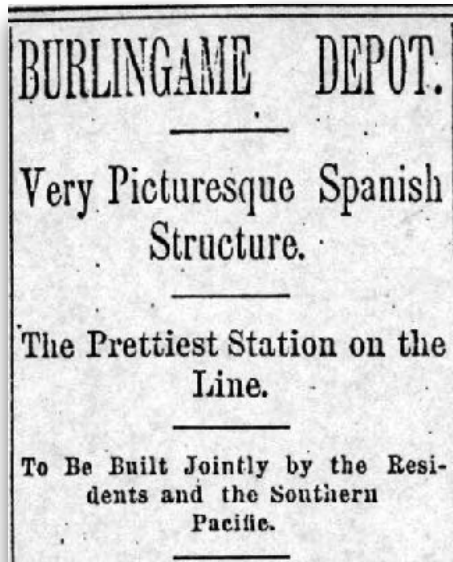 BURLINGAME DEPOT.
Very Picturesque Spanish
Structure.
The Prettiest Station on the
Line.
To Be Built Jointly by the Resi-
dents and the Southern
Pacific.